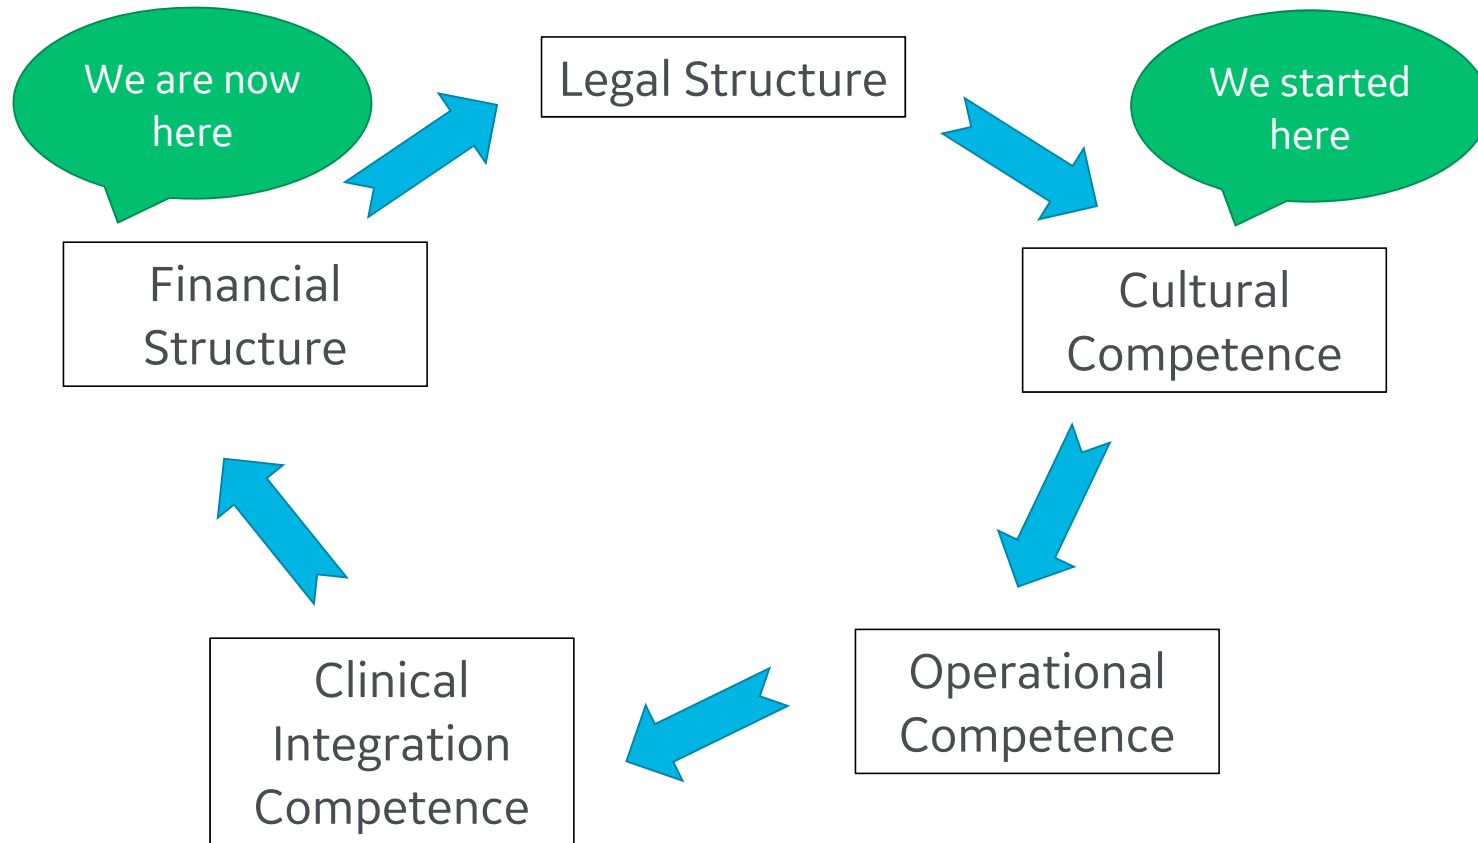 We are now
here
Legal Structure
We started
here
Financial
Structure
Cultural
Competence
Clinical
Integration
Competence
Operational
Competence